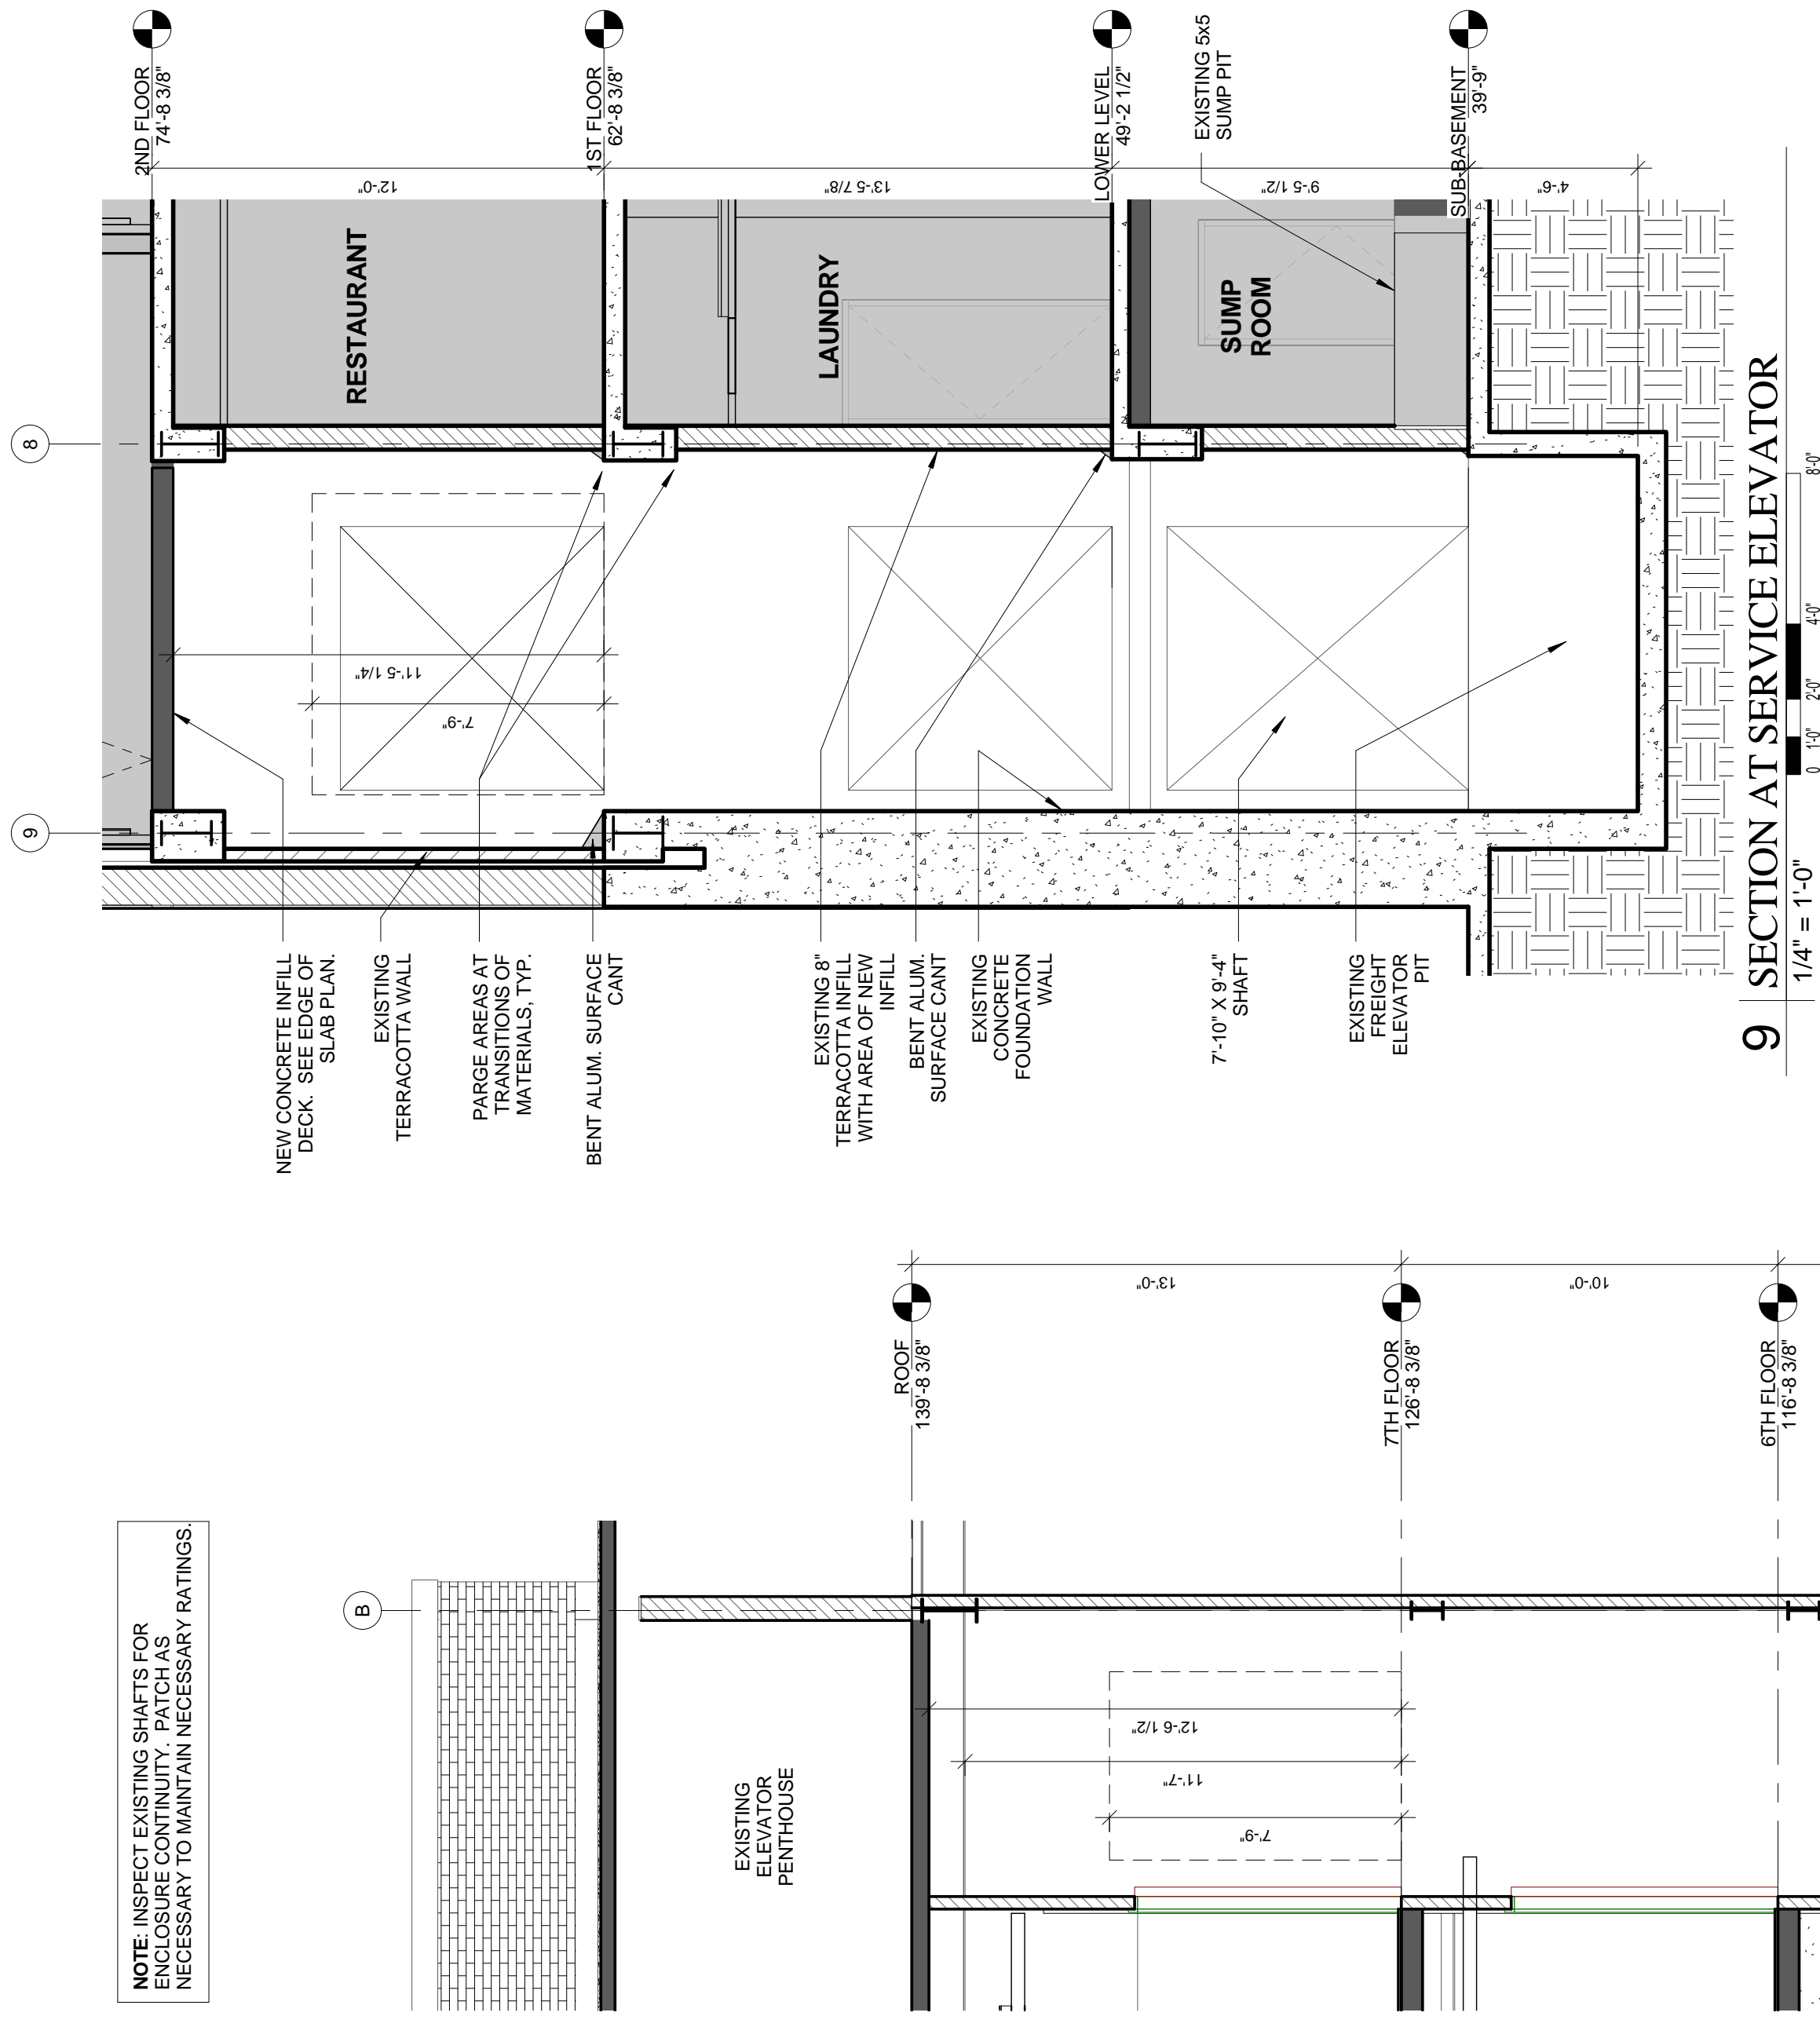 8
9
2ND FLOOR
74'-8 3/8"
1ST FLOOR
62'-8 3/8"
LOWER LEVEL
49'-2 1/2"
EXISTING 5x5
SUMP PIT
SUB-BASEMENT
39'-9"
12'-0"
13'-5 7/8"
9'-5 1/2"
4'-6"
RESTAURANT
LAUNDRY
SUMP
ROOM
11'-5 1/4"
7'-9"
NEW CONCRETE INFILL
DECK. SEE EDGE OF
SLAB PLAN.
EXISTING
TERRACOTTA WALL
PARGE AREAS AT
TRANSITIONS OF
MATERIALS, TYP.
BENT ALUM. SURFACE
CANT
EXISTING 8"
TERRACOTTA INFILL
WITH AREA OF NEW
INFILL
BENT ALUM.
SURFACE CANT
EXISTING
CONCRETE
FOUNDATION
WALL
7'-10" X 9'-4"
SHAFT
EXISTING
FREIGHT
ELEVATOR
PIT
9
SECTION AT SERVICE ELEVATOR
1/4" = 1'-0"
0
1'-0"
2'-0"
4'-0"
8'-0"
NOTE: INSPECT EXISTING SHAFTS FOR
ENCLOSURE CONTINUITY. PATCH AS
NECESSARY TO MAINTAIN NECESSARY RATINGS.
B
EXISTING
ELEVATOR
PENTHOUSE
ROOF
139'-8 3/8"
7TH FLOOR
126'-8 3/8"
6TH FLOOR
116'-8 3/8"
13'-0"
10'-0"
12'-6 1/2"
11'-7"
7'-9"